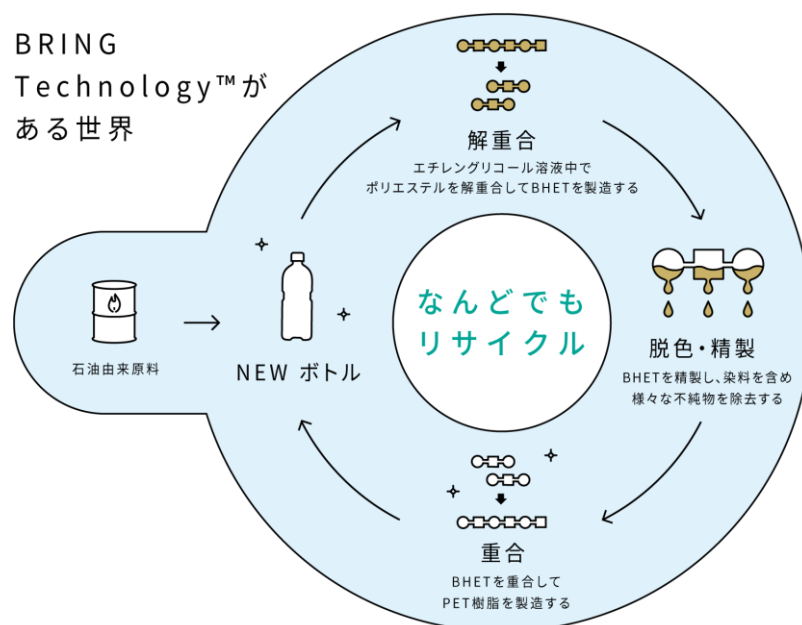 BRING
Technology™が
ある世界
解重合
エチレングリコール溶液中で
ポリエステルを解重合してBHETを製造する
なんどでも
リサイクル
石油由来原料
NEW ボトル
脱色・精製
BHETを精製し、染料を含め
様々な不純物を除去する
重合
BHETを重合して
PET樹脂を製造する